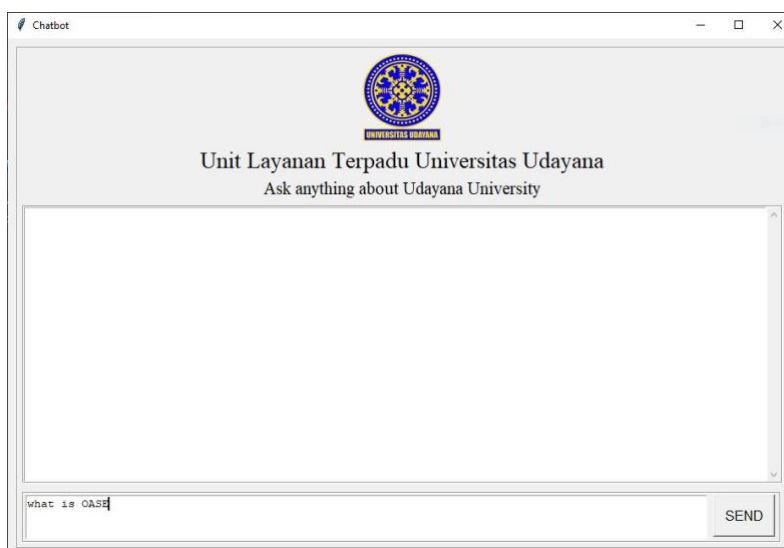 Chatbot
UNIVERSITAS UDAYANA
Unit Layanan Terpadu Universitas Udayana
Ask anything about Udayana University
what is OASE
SEND